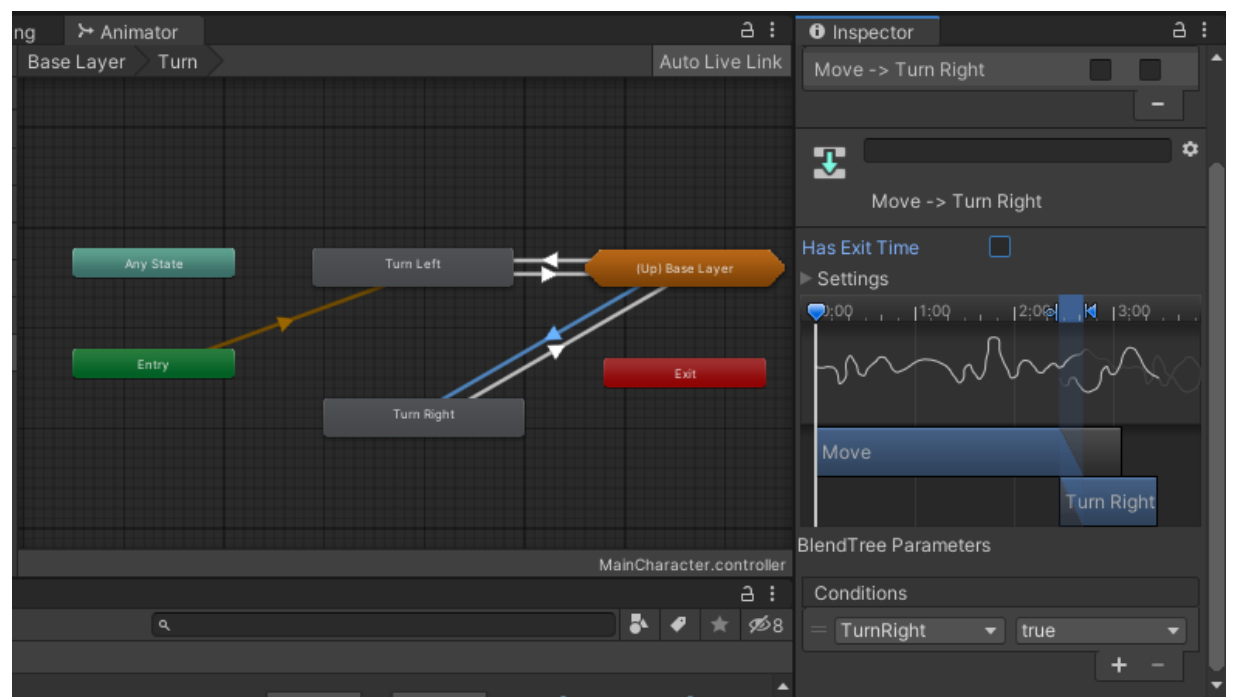 ng
Animator
Base Layer
Turn
Auto Live Link
Any State
Turn Left
(Up) Base Layer
Entry
Exit
Turn Right
MainCharacter.controller
8
Inspector
Move -> Turn Right
Move -> Turn Right
Has Exit Time
Settings
1:00
3:00
Move
Turn Right
BlendTree Parameters
Conditions
TurnRight
true